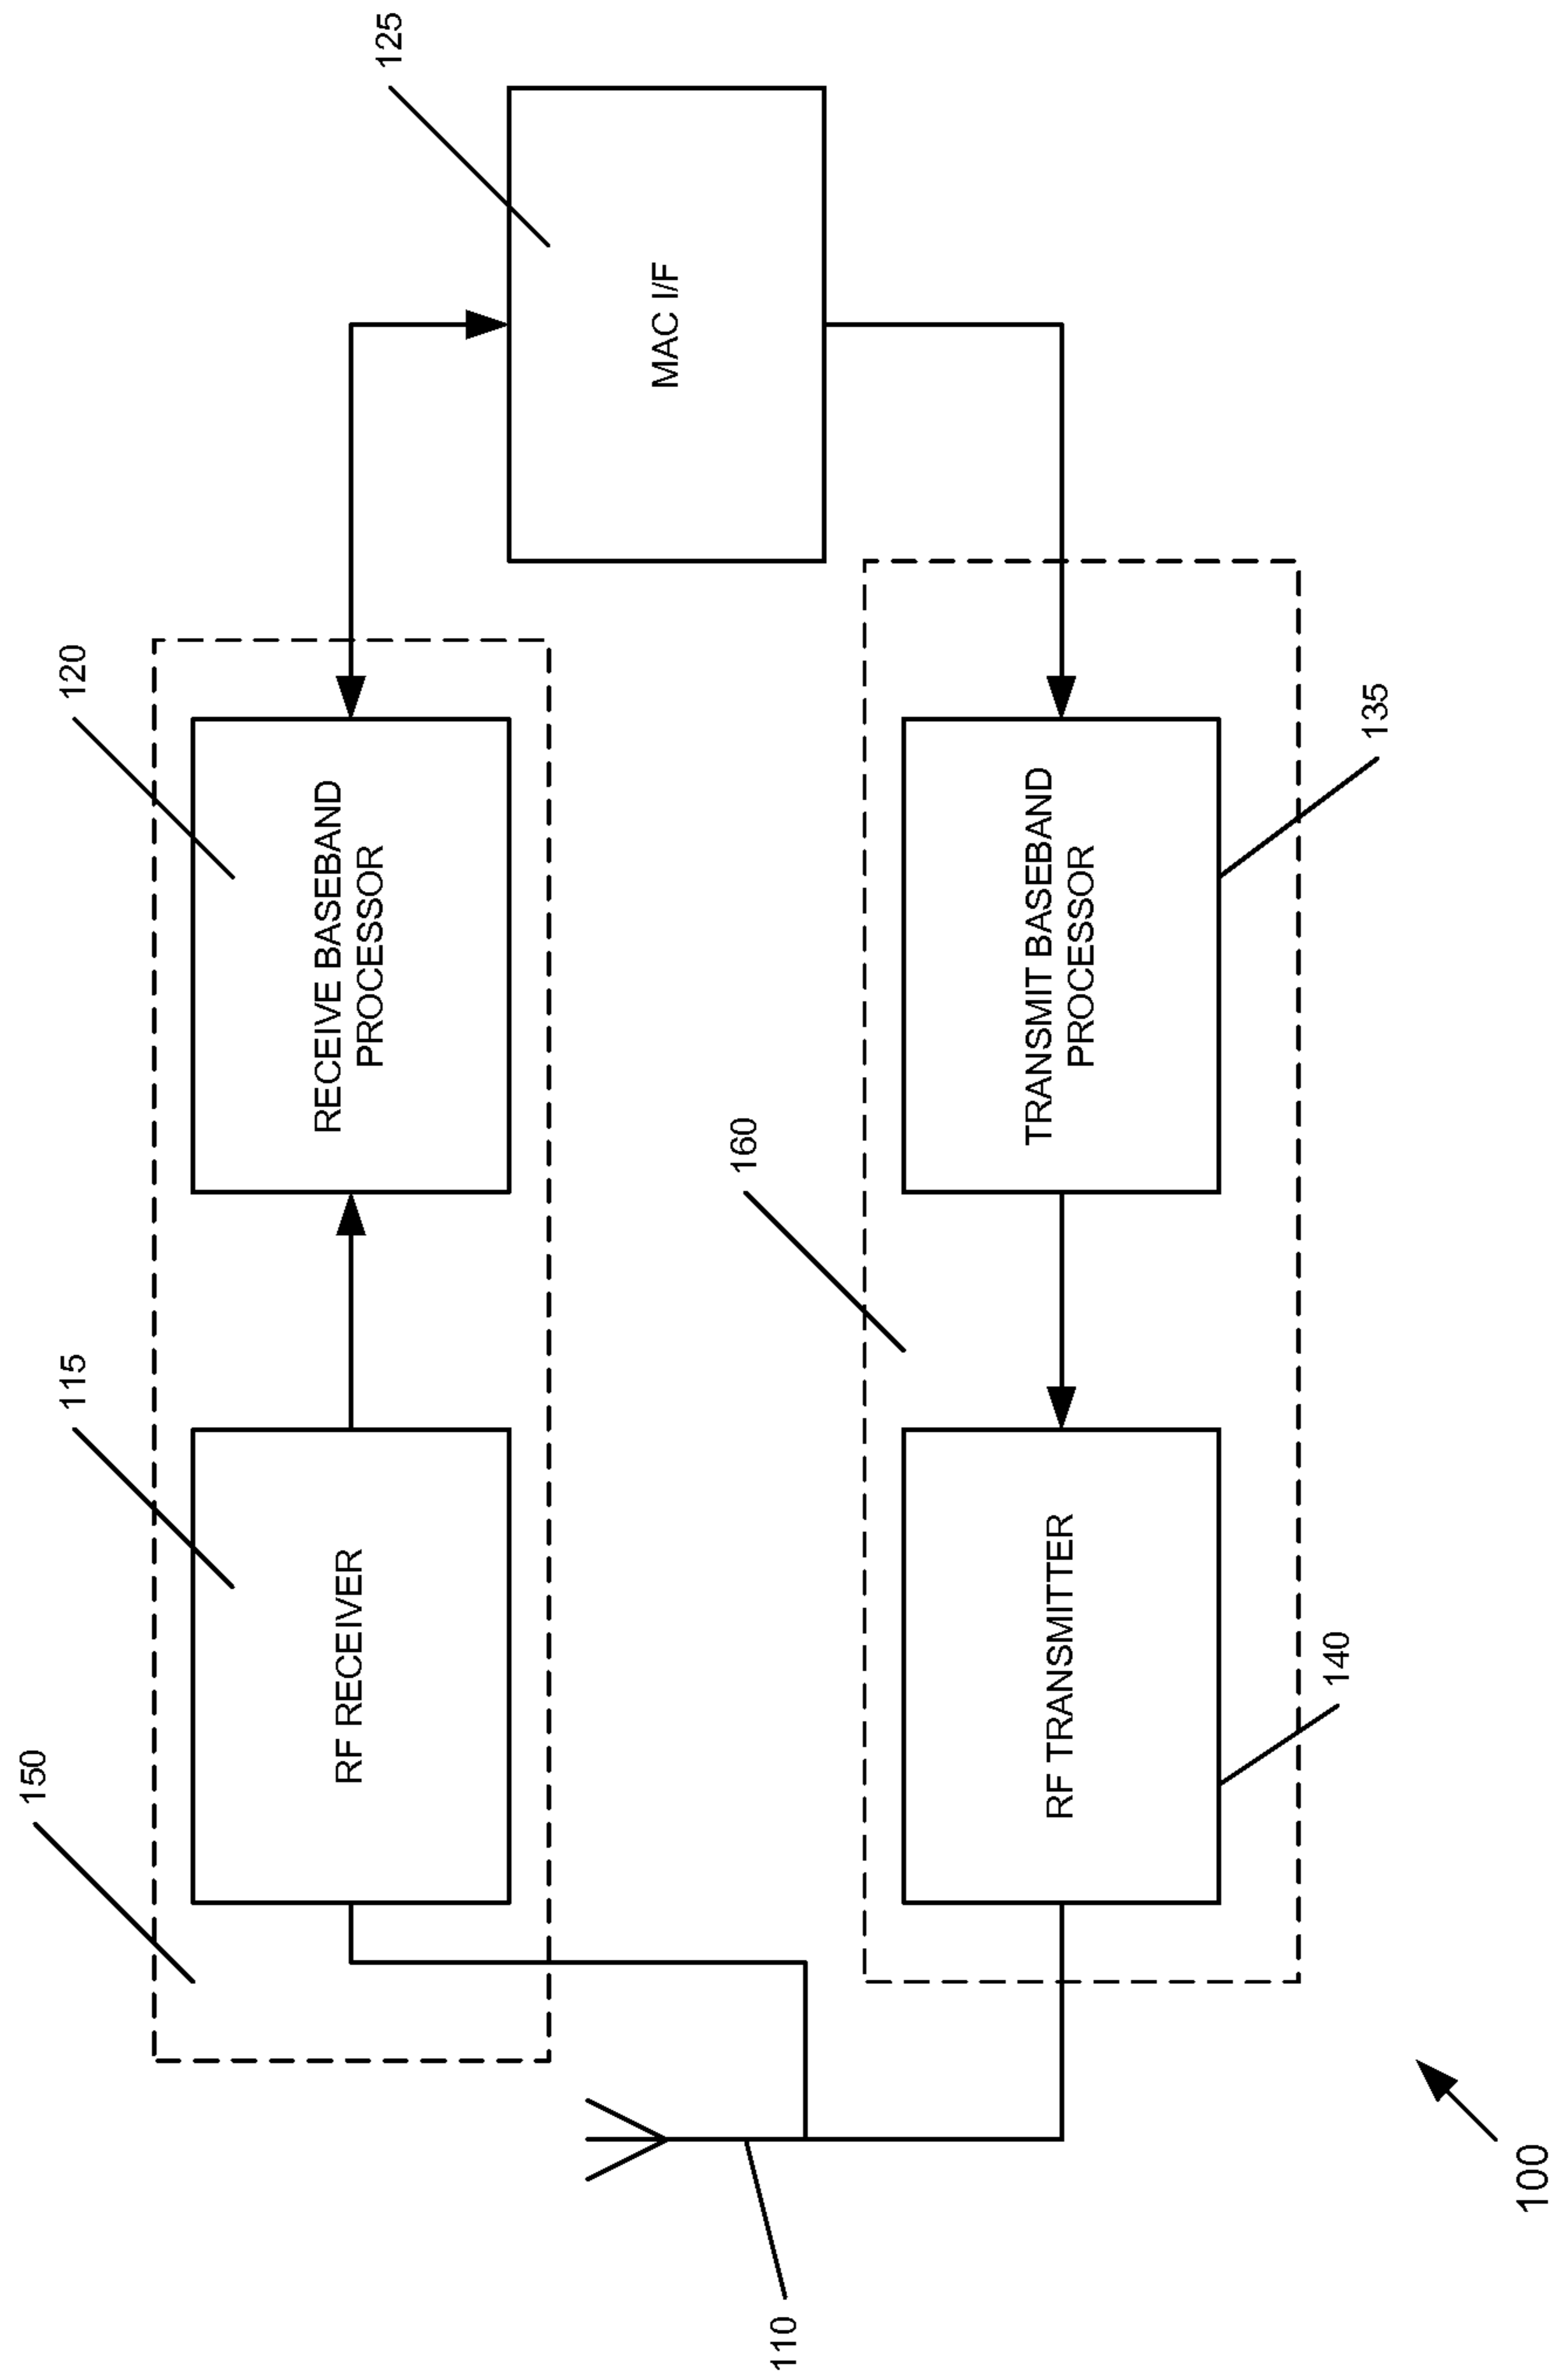 150
115
120
125
RF RECEIVER
RECEIVE BASEBAND
PROCESSOR
MAC I/F
160
110
RF TRANSMITTER
TRANSMIT BASEBAND
PROCESSOR
140
135
100